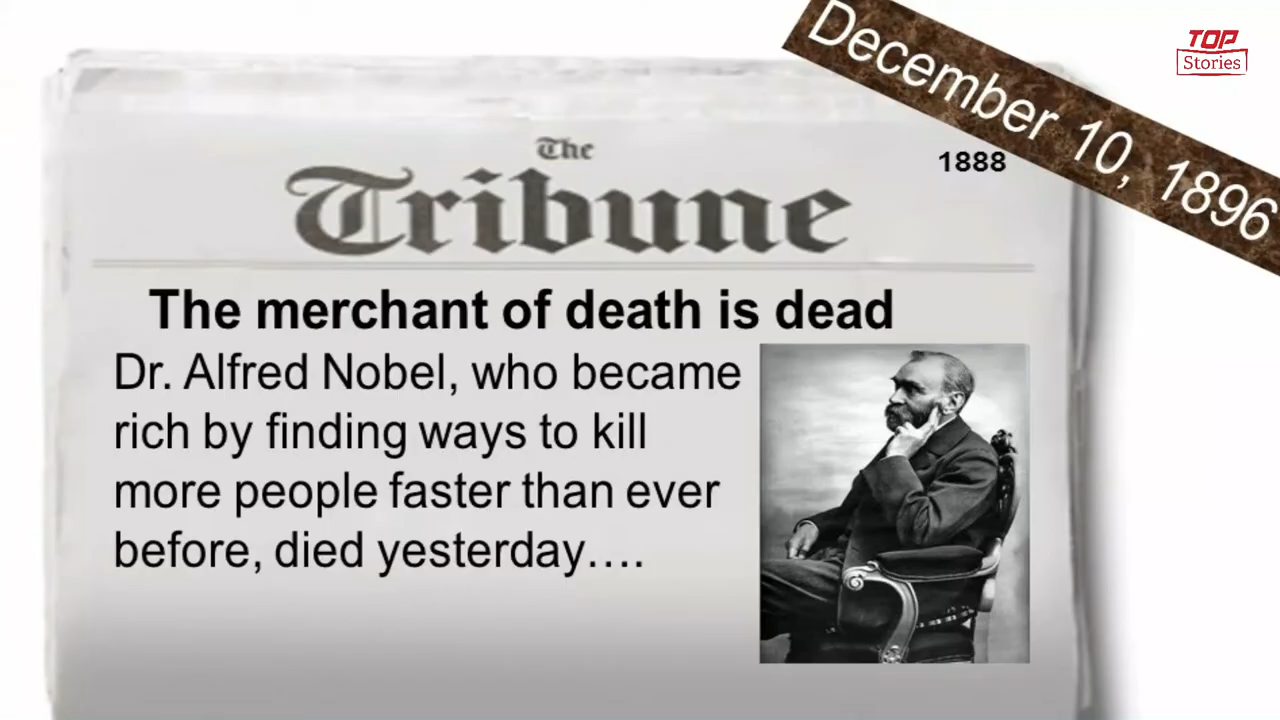 December 10, 1896
TOP
Stories
The
1888
Tribune
The merchant of death is dead
Dr. Alfred Nobel, who became
rich by finding ways to kill
more people faster than ever
before, died yesterday….